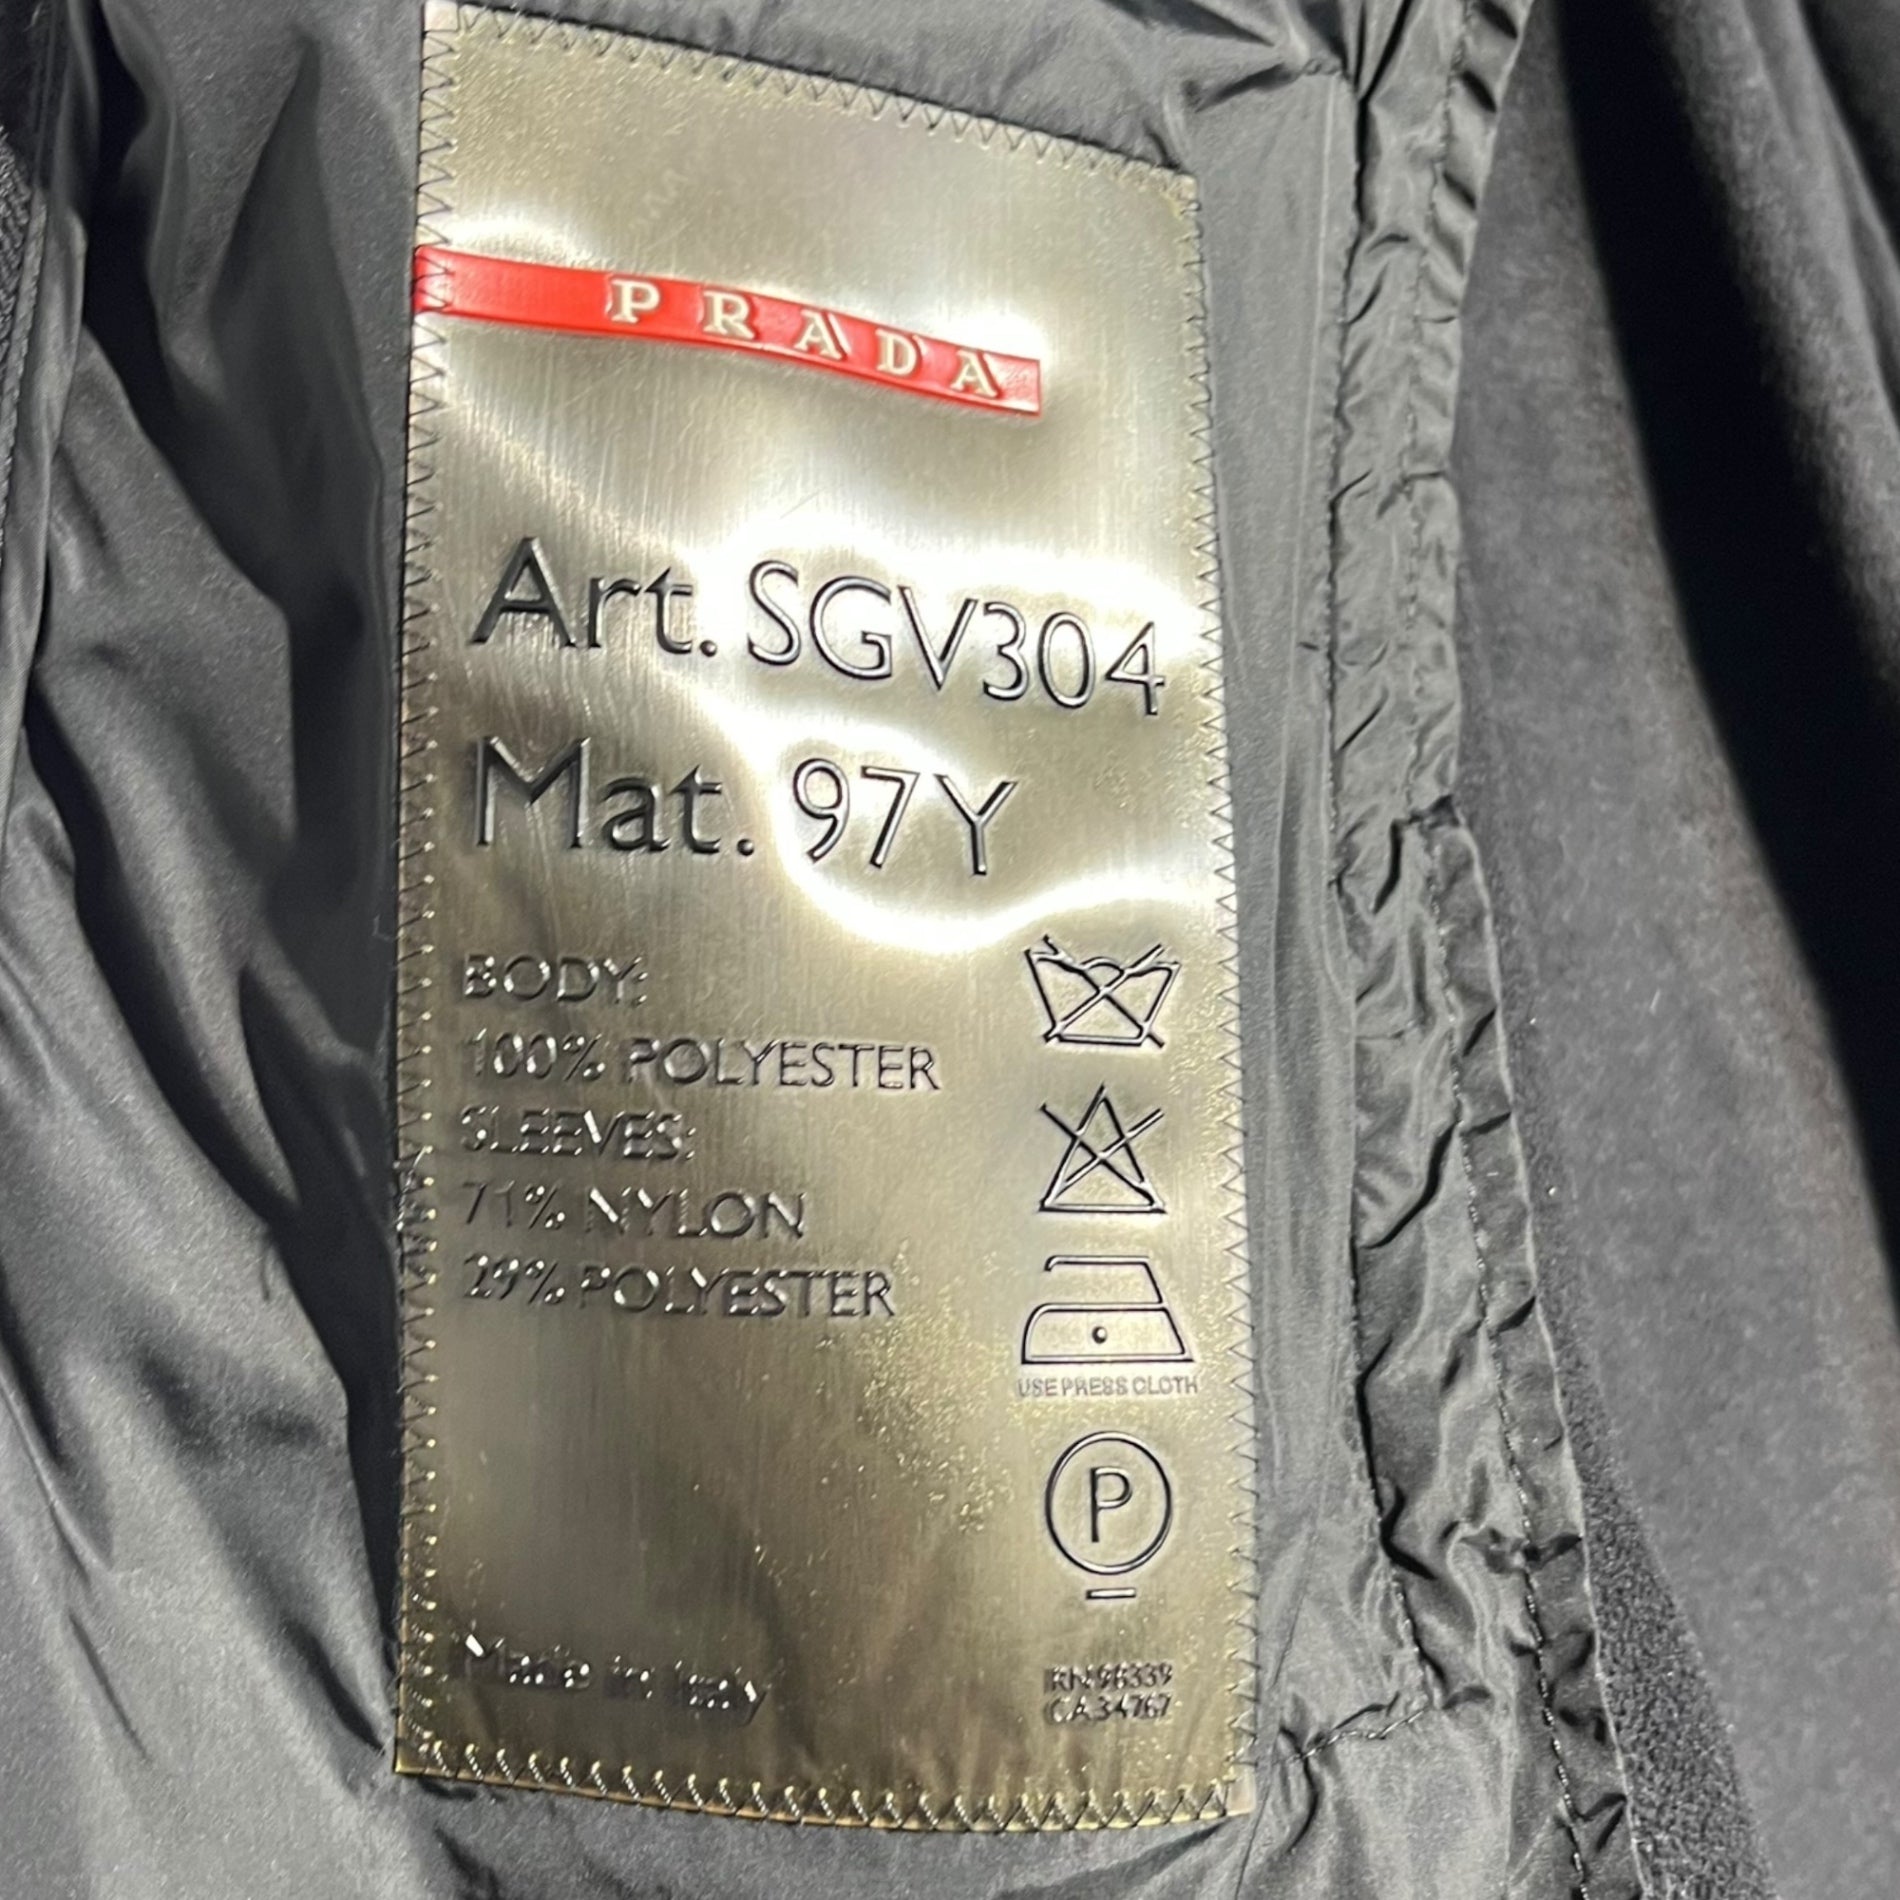 PRADA
Art. SGV304
Mat. 97Y
BODY:
100% POLYESTER
SLEEVES:
71% NYLON
29% POLYESTER
USE PRESS CLOTH
P
Made in Italy
RN98339
CA34767